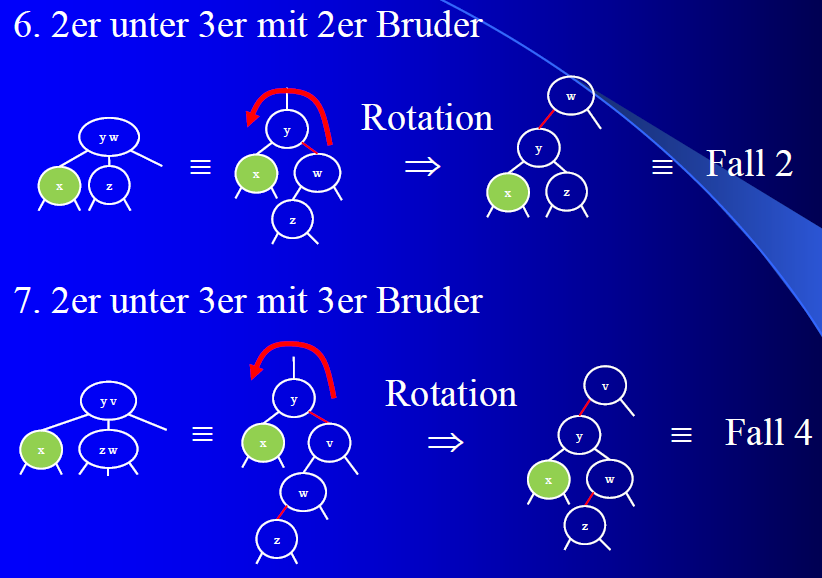 6. 2er unter 3er mit 2er Bruder
y w
x
z
≡
y
x
w
z
Rotation
⇒
w
y
x
z
≡
Fall 2
7. 2er unter 3er mit 3er Bruder
y v
x
z w
≡
y
x
v
w
z
Rotation
⇒
v
y
x
w
z
≡
Fall 4